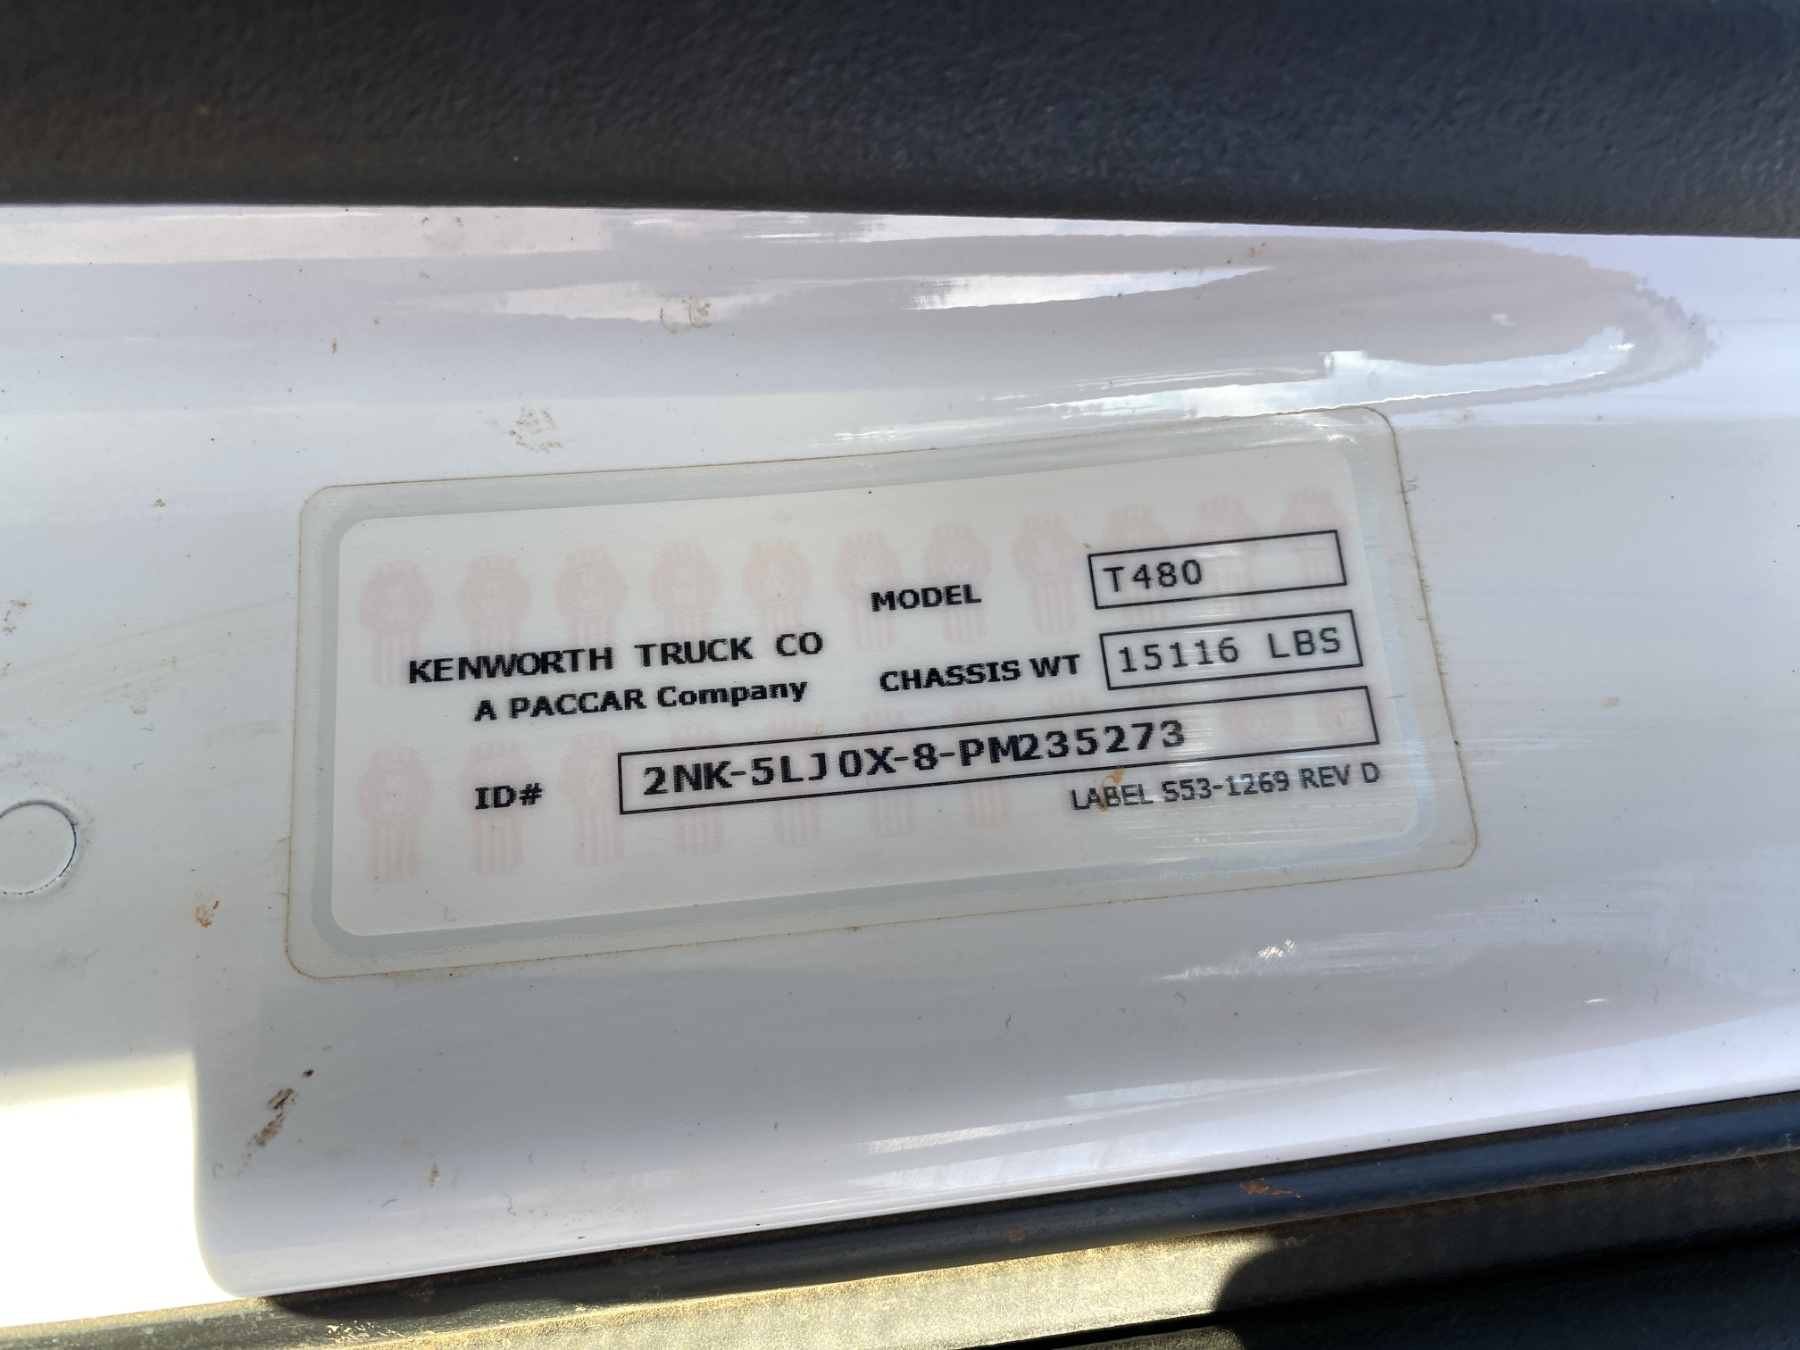 MODEL T480
KENWORTH TRUCK CO
A PACCAR Company
CHASSIS WT 15116 LBS
ID# 2NK-5LJ0X-8-PM235273
LABEL S53-1269 REV D